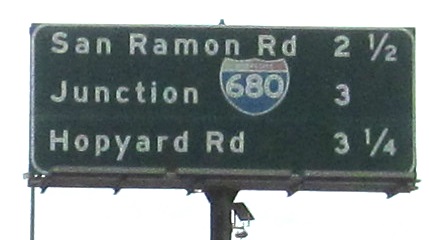 San Ramon Rd 2 ½
Junction 680 3
Hopyard Rd 3 ¼